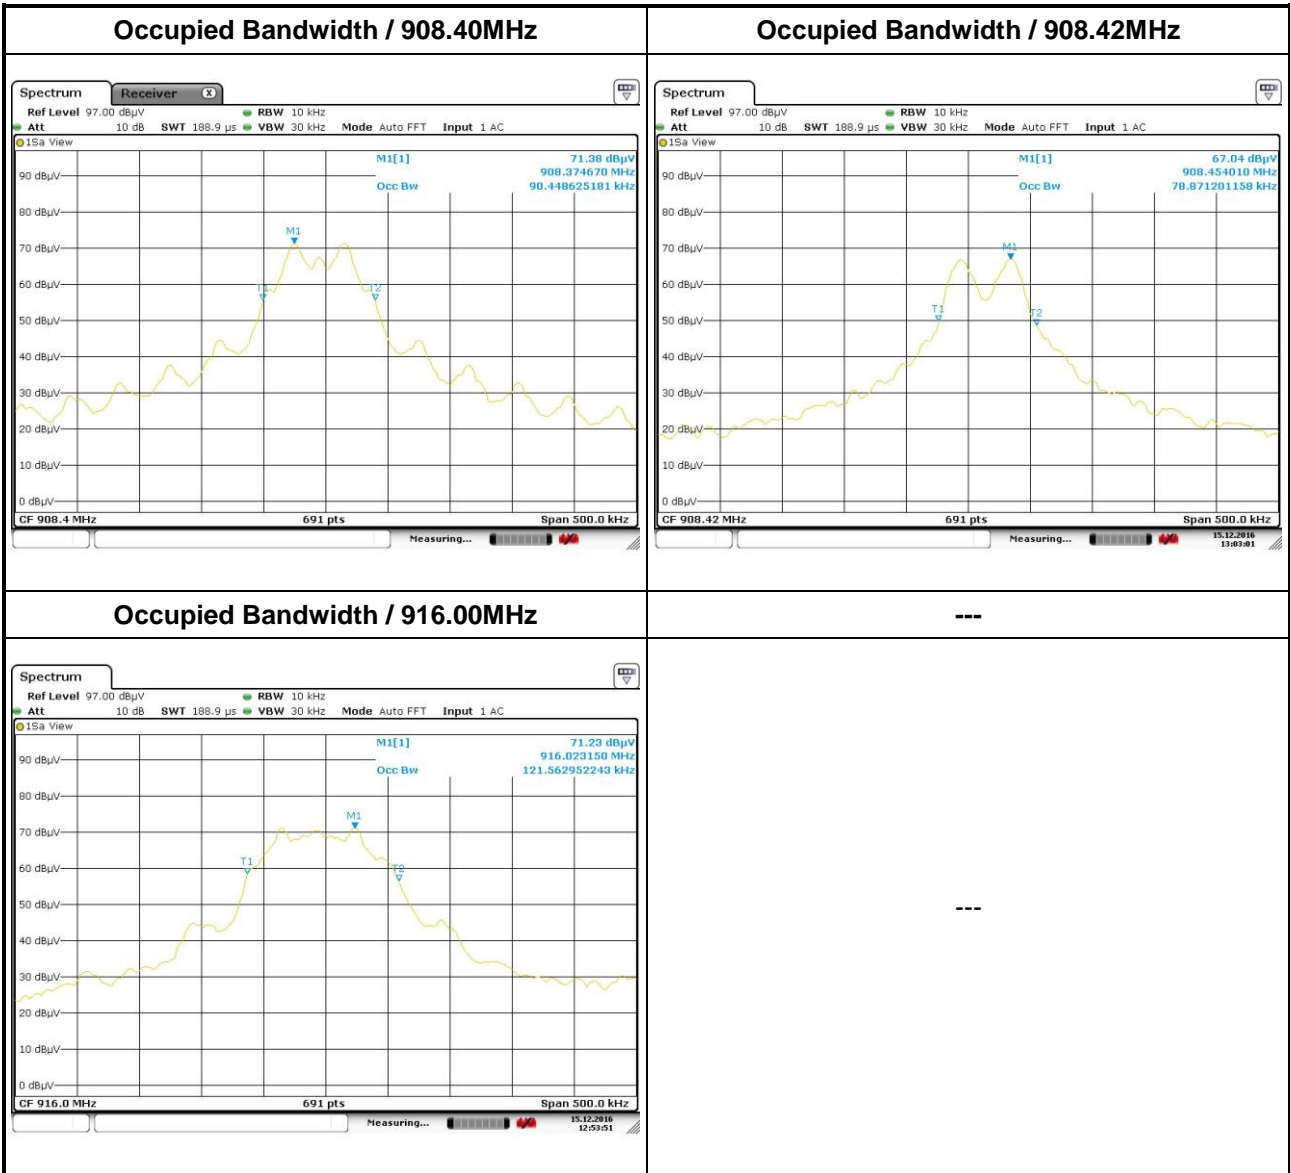 Occupied Bandwidth / 908.40MHz
Spectrum Receiver X
Ref Level 97.00 dBµV RBW 10 kHz
Att 10 dB SWT 188.9 µs VBW 30 kHz Mode Auto FFT Input 1 AC
1Sa View
M1[1] 71.38 dBµV
908.374670 MHz
Occ Bw 90.448625181 kHz
90 dBµV
80 dBµV
M1
70 dBµV
60 dBµV
T1 T2
50 dBµV
40 dBµV
30 dBµV
20 dBµV
10 dBµV
0 dBµV
CF 908.4 MHz 691 pts Span 500.0 kHz
Measuring...
Occupied Bandwidth / 908.42MHz
Spectrum
Ref Level 97.00 dBµV RBW 10 kHz
Att 10 dB SWT 188.9 µs VBW 30 kHz Mode Auto FFT Input 1 AC
1Sa View
M1[1] 67.04 dBµV
908.454010 MHz
Occ Bw 78.871201158 kHz
90 dBµV
80 dBµV
70 dBµV
M1
60 dBµV
50 dBµV
T1 T2
40 dBµV
30 dBµV
20 dBµV
10 dBµV
0 dBµV
CF 908.42 MHz 691 pts Span 500.0 kHz
Measuring... 15.12.2016
13:03:01
Occupied Bandwidth / 916.00MHz
Spectrum
Ref Level 97.00 dBµV RBW 10 kHz
Att 10 dB SWT 188.9 µs VBW 30 kHz Mode Auto FFT Input 1 AC
1Sa View
M1[1] 71.23 dBµV
916.023150 MHz
Occ Bw 121.562952243 kHz
90 dBµV
80 dBµV
M1
70 dBµV
T1 T2
60 dBµV
50 dBµV
40 dBµV
30 dBµV
20 dBµV
10 dBµV
0 dBµV
CF 916.0 MHz 691 pts Span 500.0 kHz
Measuring... 15.12.2016
12:53:51
---
---